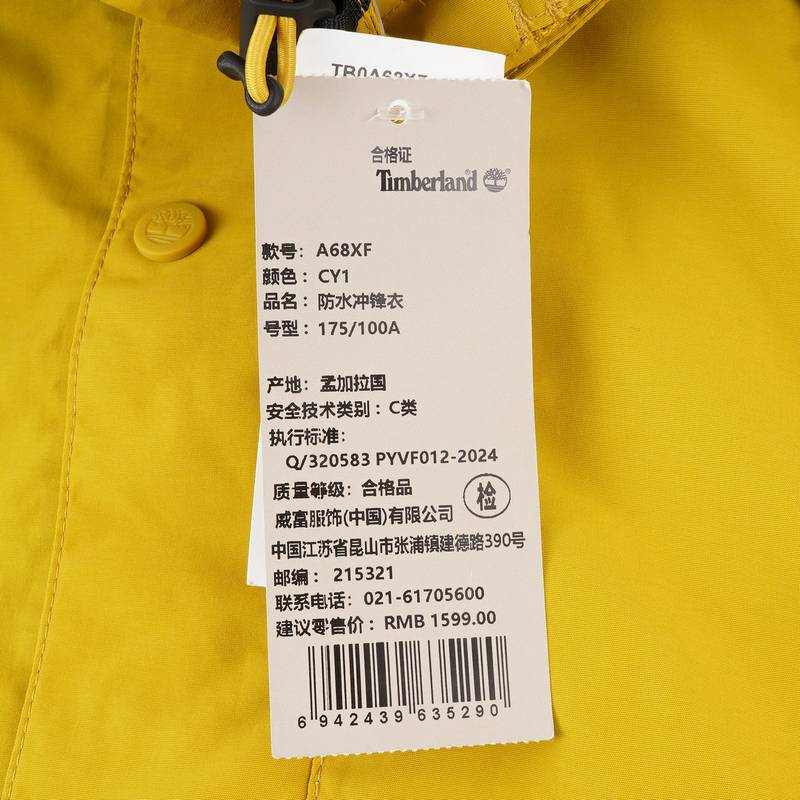 合格证
Timberland
款号：A68XF
颜色：CY1
品名：防水冲锋衣
号型：175/100A
产地：孟加拉国
安全技术类别：C类
执行标准：
Q/320583 PYVF012-2024
质量等级：合格品
检
威富服饰(中国)有限公司
中国江苏省昆山市张浦镇建德路390号
邮编：215321
联系电话：021-61705600
建议零售价：RMB 1599.00
6 942439 635290